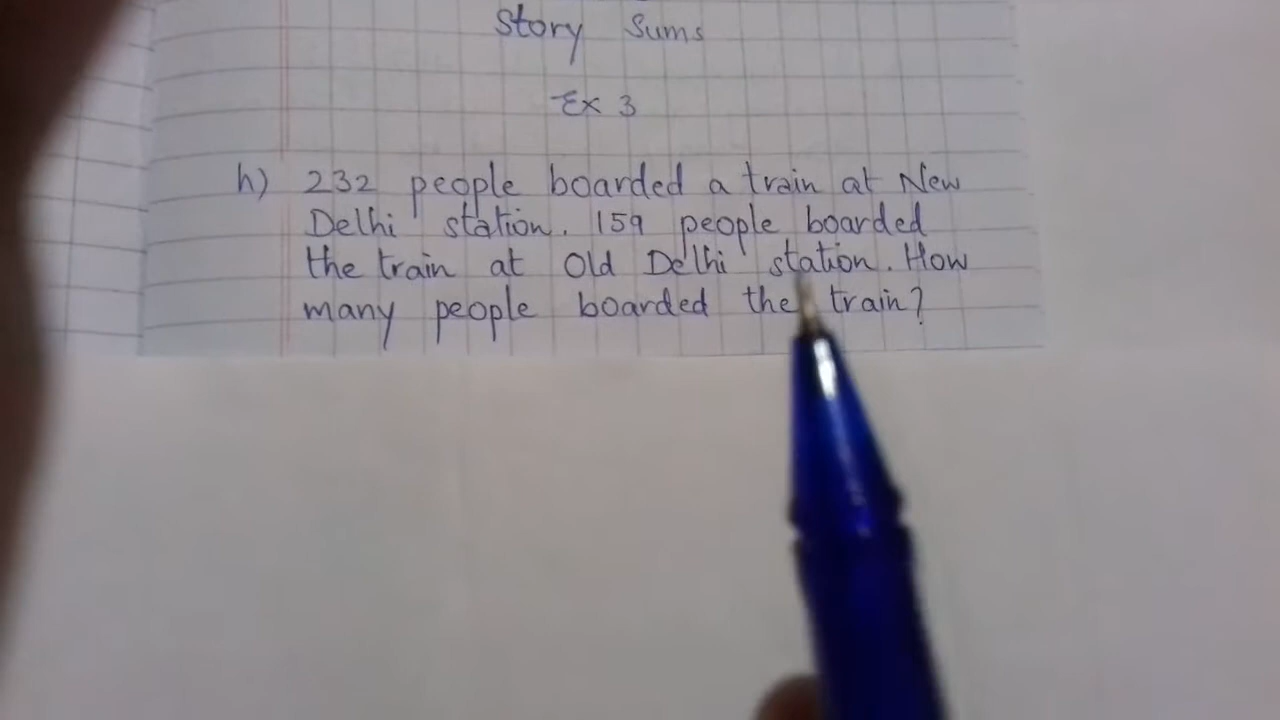 Story Sums
Ex 3
h) 232 people boarded a train at New
Delhi station. 159 people boarded
the train at Old Delhi station. How
many people boarded the train?